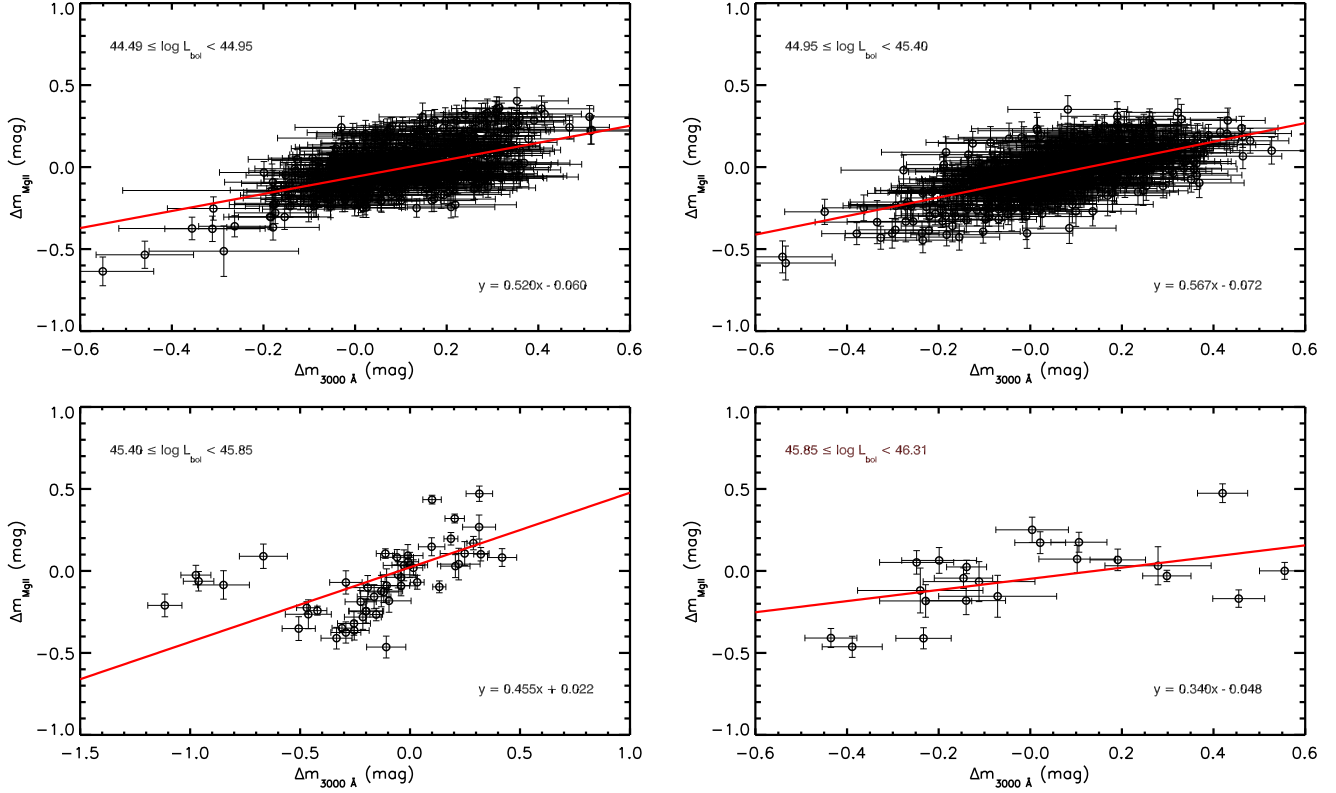 44.49 ≤ log L_bol < 44.95
y = 0.520x - 0.060
Δm_MgII (mag)
1.0
0.5
0.0
−0.5
−1.0
−0.6 −0.4 −0.2 −0.0 0.2 0.4 0.6
Δm_3000 Å (mag)
44.95 ≤ log L_bol < 45.40
y = 0.567x - 0.072
Δm_MgII (mag)
1.0
0.5
0.0
−0.5
−1.0
−0.6 −0.4 −0.2 −0.0 0.2 0.4 0.6
Δm_3000 Å (mag)
45.40 ≤ log L_bol < 45.85
y = 0.455x + 0.022
Δm_MgII (mag)
1.0
0.5
0.0
−0.5
−1.0
−1.5 −1.0 −0.5 0.0 0.5 1.0
Δm_3000 Å (mag)
45.85 ≤ log L_bol < 46.31
y = 0.340x - 0.048
Δm_MgII (mag)
1.0
0.5
0.0
−0.5
−1.0
−0.6 −0.4 −0.2 −0.0 0.2 0.4 0.6
Δm_3000 Å (mag)